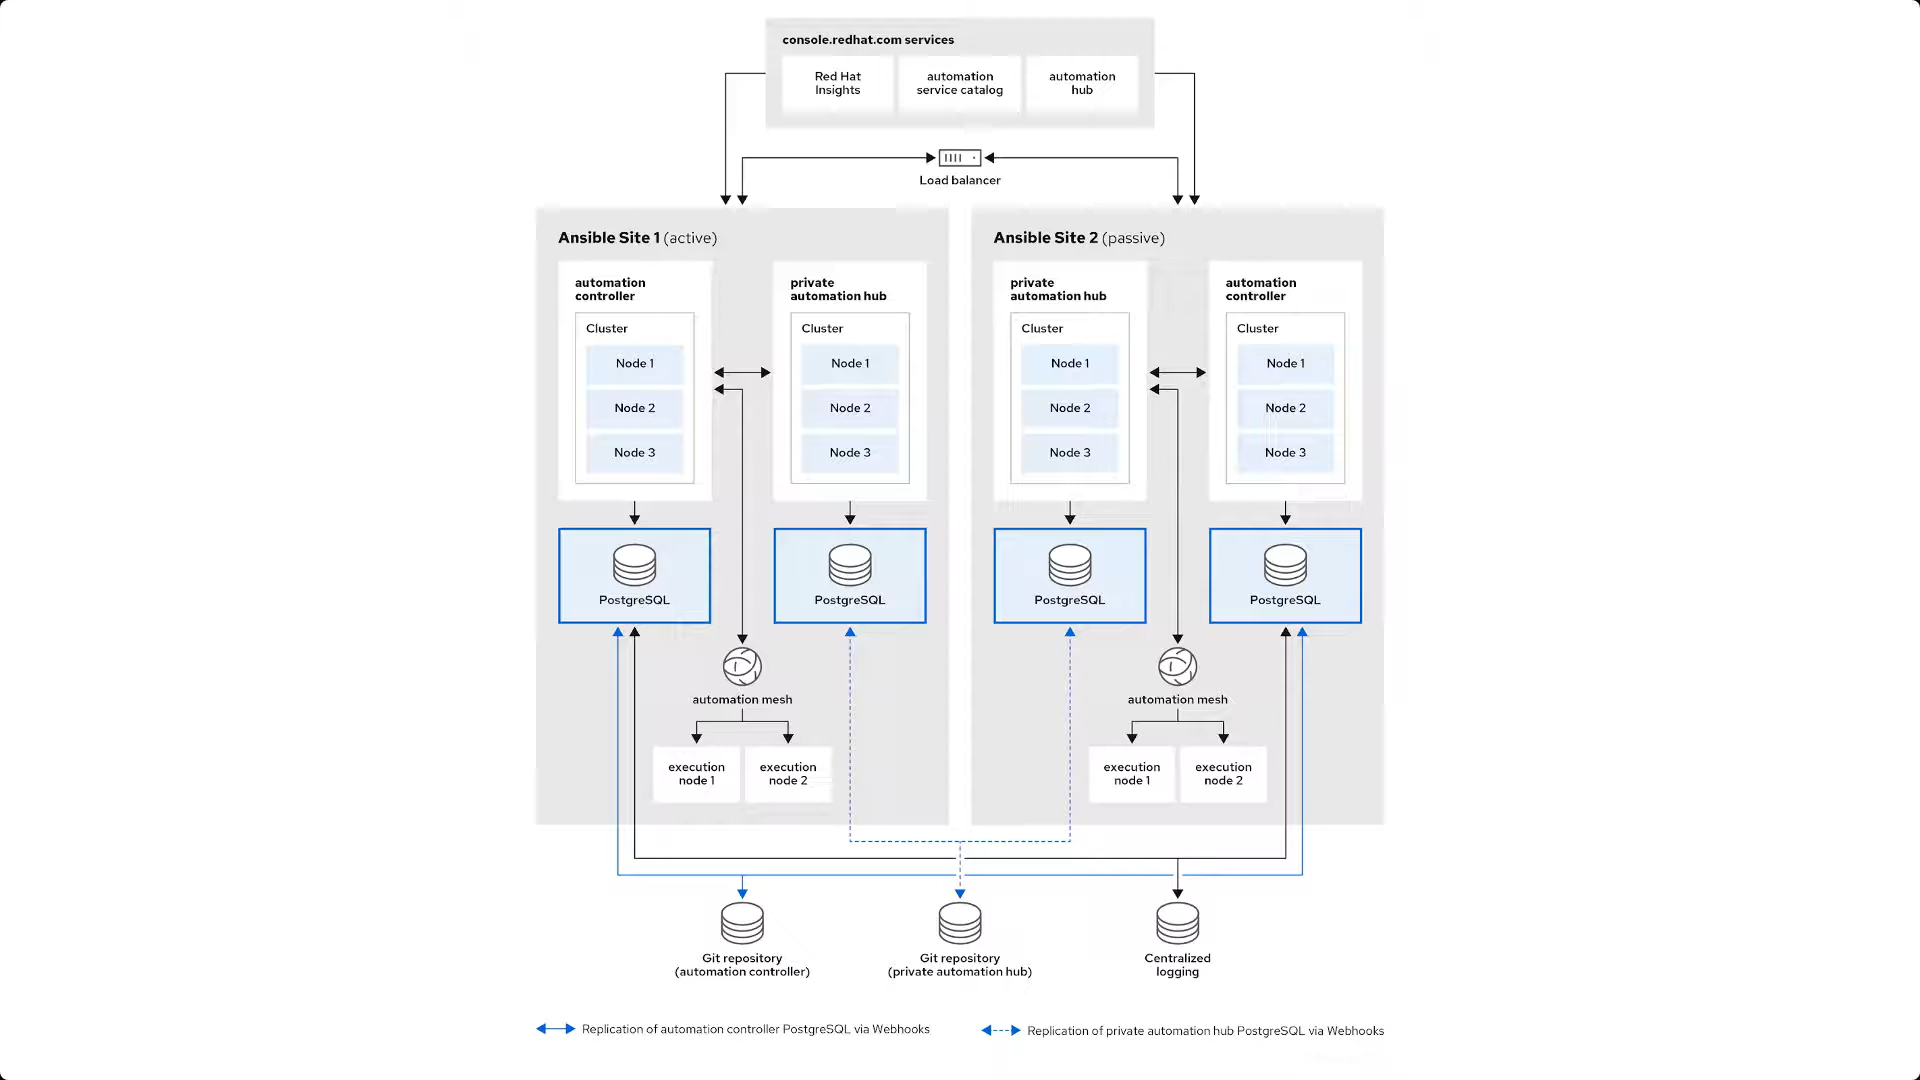 console.redhat.com services
Red Hat
Insights
automation
service catalog
automation
hub
Load balancer
Ansible Site 1 (active)
automation
controller
Cluster
Node 1
Node 2
Node 3
private
automation hub
Cluster
Node 1
Node 2
Node 3
PostgreSQL
PostgreSQL
automation mesh
execution
node 1
execution
node 2
Ansible Site 2 (passive)
private
automation hub
Cluster
Node 1
Node 2
Node 3
automation
controller
Cluster
Node 1
Node 2
Node 3
PostgreSQL
PostgreSQL
automation mesh
execution
node 1
execution
node 2
Git repository
(automation controller)
Git repository
(private automation hub)
Centralized
logging
Replication of automation controller PostgreSQL via Webhooks
Replication of private automation hub PostgreSQL via Webhooks